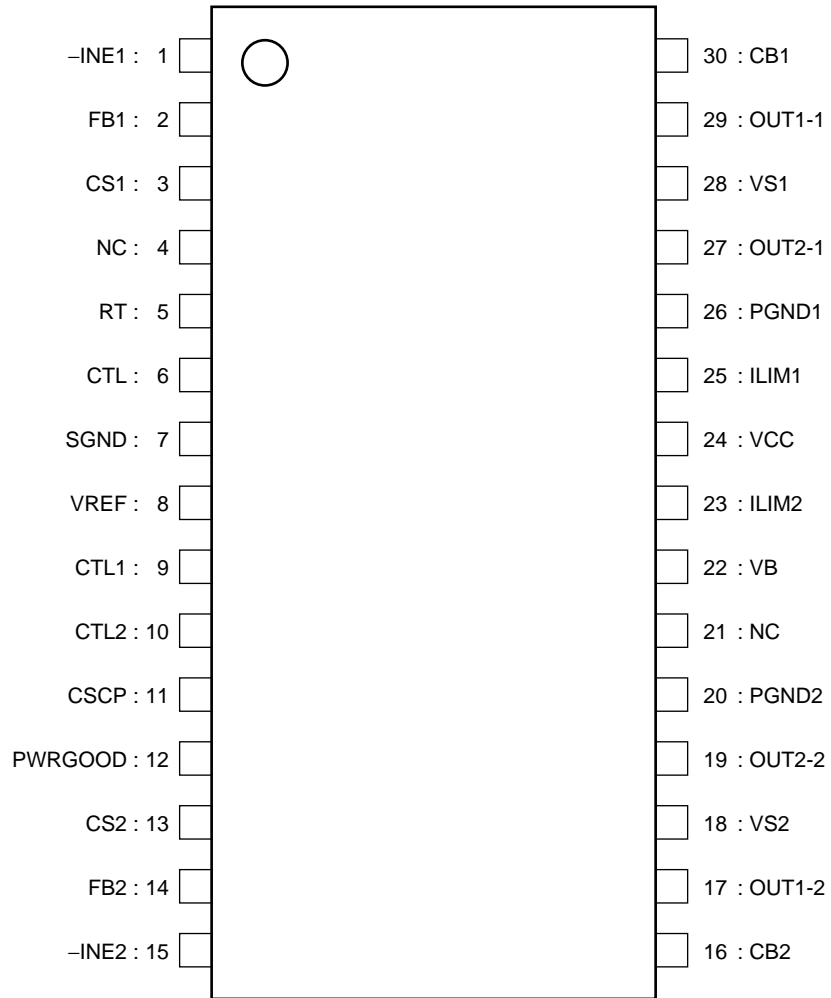 –INE1 : 1
FB1 : 2
CS1 : 3
NC : 4
RT : 5
CTL : 6
SGND : 7
VREF : 8
CTL1 : 9
CTL2 : 10
CSCP : 11
PWRGOOD : 12
CS2 : 13
FB2 : 14
–INE2 : 15
30 : CB1
29 : OUT1-1
28 : VS1
27 : OUT2-1
26 : PGND1
25 : ILIM1
24 : VCC
23 : ILIM2
22 : VB
21 : NC
20 : PGND2
19 : OUT2-2
18 : VS2
17 : OUT1-2
16 : CB2